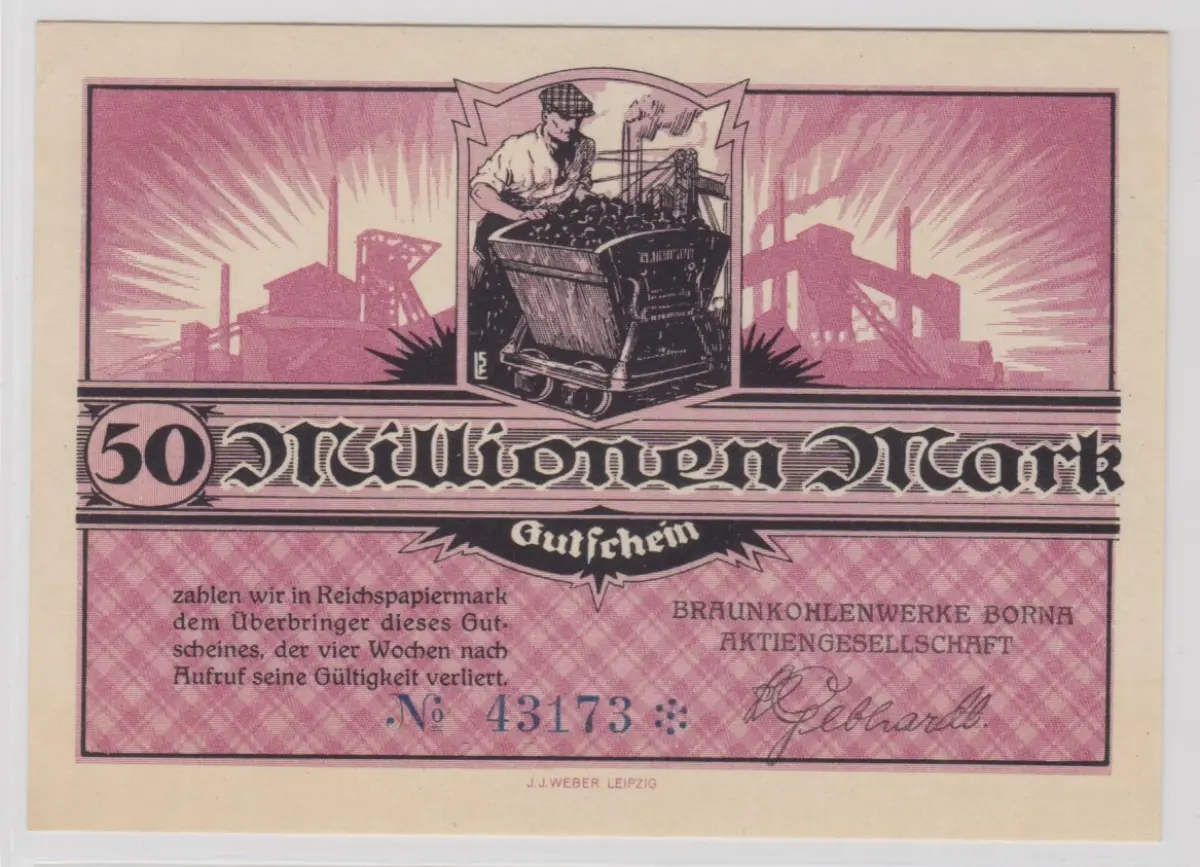 50 Millionen Mark
Gutschein
zahlen wir in Reichspapiermark
dem Überbringer dieses Gut-
scheines, der vier Wochen nach
Aufruf seine Gültigkeit verliert.
BRAUNKOHLENWERKE BORNA
AKTIENGESELLSCHAFT
Gebhardt.
No 43173
J.J.WEBER. LEIPZIG